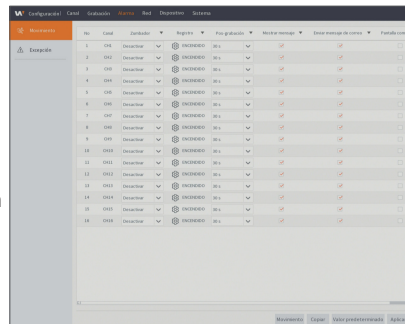 Configuración Canal Grabación Alarma Red Dispositivo Sistema
Movimiento
Excepción
No Canal Zumbador Registro Pos grabación Mostrar mensaje Enviar mensaje de correo Pantalla com
1 CH1 Desactivar ENCENDIDO 30 s
2 CH2 Desactivar ENCENDIDO 30 s
3 CH3 Desactivar ENCENDIDO 30 s
4 CH4 Desactivar ENCENDIDO 30 s
5 CH5 Desactivar ENCENDIDO 30 s
6 CH6 Desactivar ENCENDIDO 30 s
7 CH7 Desactivar ENCENDIDO 30 s
8 CH8 Desactivar ENCENDIDO 30 s
9 CH9 Desactivar ENCENDIDO 30 s
10 CH10 Desactivar ENCENDIDO 30 s
11 CH11 Desactivar ENCENDIDO 30 s
12 CH12 Desactivar ENCENDIDO 30 s
13 CH13 Desactivar ENCENDIDO 30 s
14 CH14 Desactivar ENCENDIDO 30 s
15 CH15 Desactivar ENCENDIDO 30 s
16 CH16 Desactivar ENCENDIDO 30 s
Movimiento Copiar Valor predeterminado Aplicar